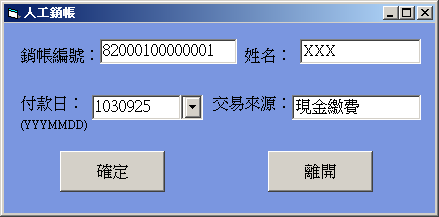 人工銷帳
銷帳編號： 82000100000001 姓名： XXX
付款日： 1030925 交易來源： 現金繳費
(YYYMMDD)
確定 離開